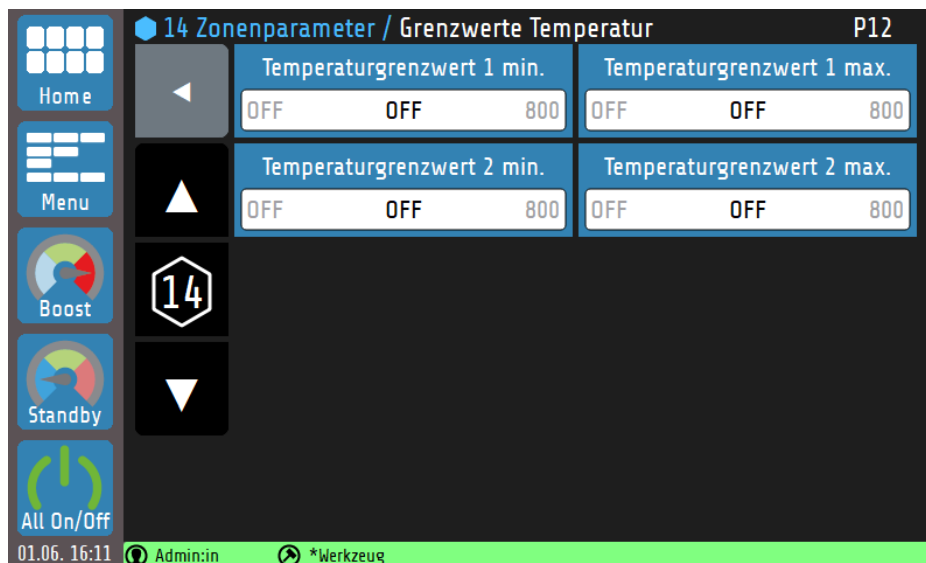 14 Zonenparameter / Grenzwerte Temperatur P12
Home
Temperaturgrenzwert 1 min. Temperaturgrenzwert 1 max.
OFF OFF 800 OFF OFF 800
Menu
Temperaturgrenzwert 2 min. Temperaturgrenzwert 2 max.
OFF OFF 800 OFF OFF 800
Boost
14
Standby
All On/Off
01.06. 16:11 Admin:in *Werkzeug